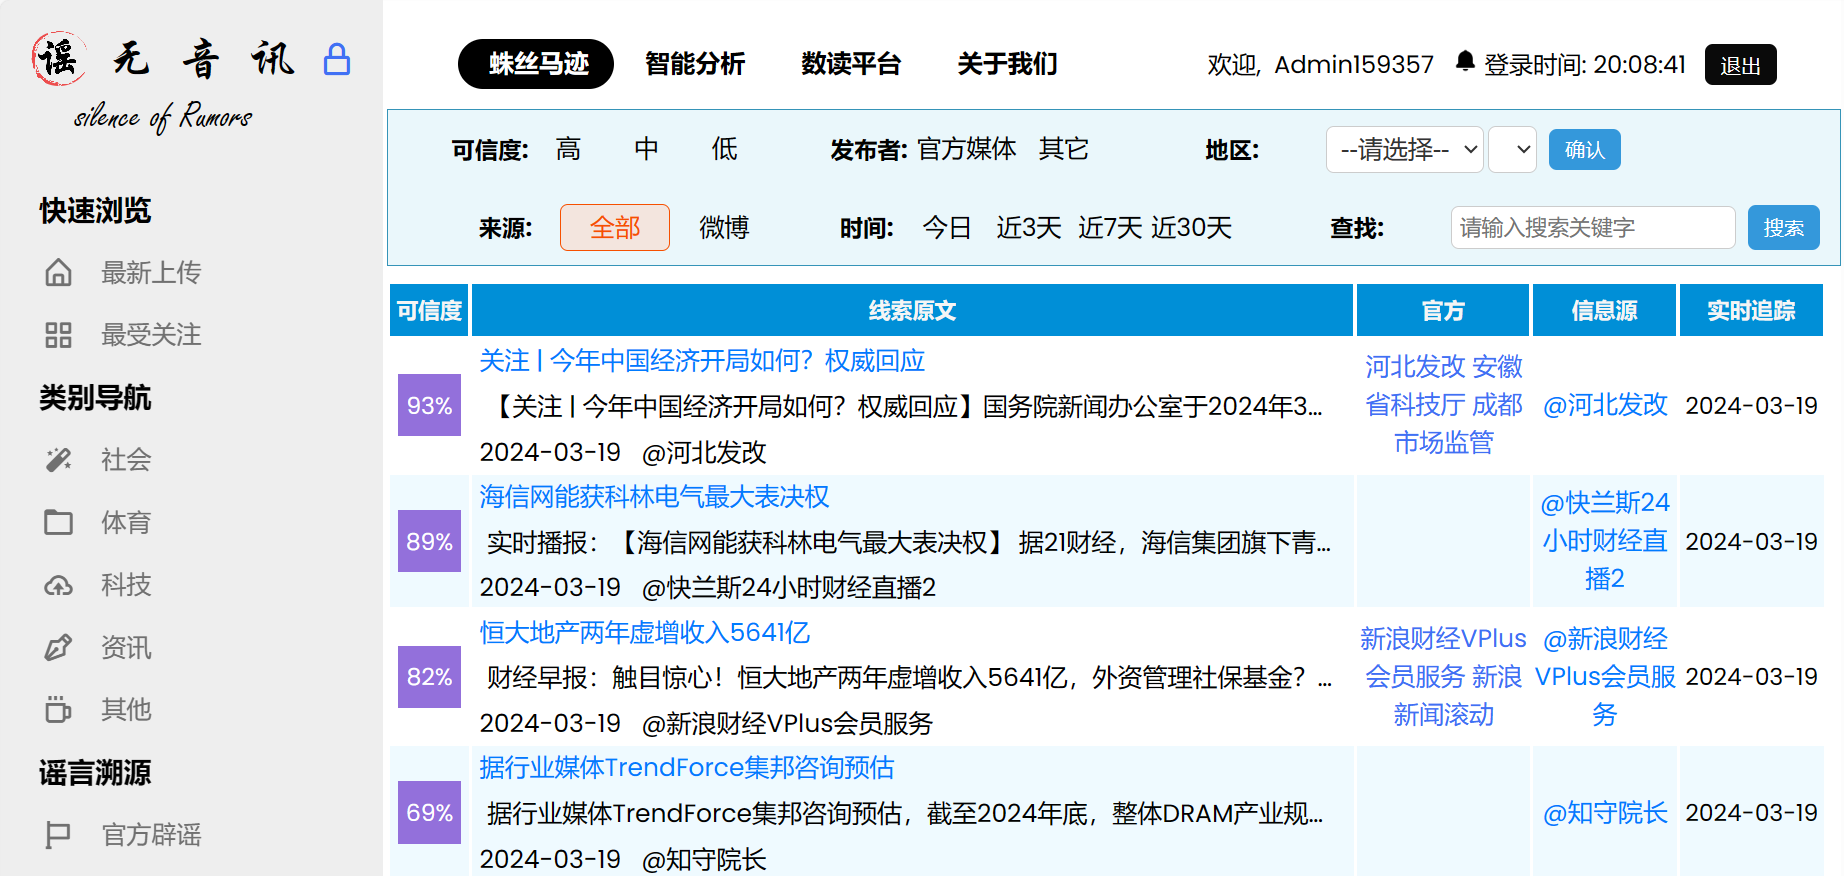 谣 无 音 讯
silence of Rumors
快速浏览
最新上传
最受关注
类别导航
社会
体育
科技
资讯
其他
谣言溯源
官方辟谣
蛛丝马迹 智能分析 数读平台 关于我们
欢迎, Admin159357 登录时间: 20:08:41 退出
可信度: 高 中 低 发布者: 官方媒体 其它 地区: --请选择-- 确认
来源: 全部 微博 时间: 今日 近3天 近7天 近30天 查找: 请输入搜索关键字 搜索
可信度 线索原文 官方 信息源 实时追踪
93%
关注 | 今年中国经济开局如何？权威回应
【关注 | 今年中国经济开局如何？权威回应】国务院新闻办公室于2024年3...
2024-03-19 @河北发改
河北发改 安徽
省科技厅 成都
市场监管
@河北发改
2024-03-19
89%
海信网能获科林电气最大表决权
实时播报：【海信网能获科林电气最大表决权】 据21财经，海信集团旗下青...
2024-03-19 @快兰斯24小时财经直播2
@快兰斯24
小时财经直
播2
2024-03-19
82%
恒大地产两年虚增收入5641亿
财经早报：触目惊心！恒大地产两年虚增收入5641亿，外资管理社保基金？...
2024-03-19 @新浪财经VPlus会员服务
新浪财经VPlus
会员服务 新浪
新闻滚动
@新浪财经
VPlus会员服
务
2024-03-19
69%
据行业媒体TrendForce集邦咨询预估
据行业媒体TrendForce集邦咨询预估，截至2024年底，整体DRAM产业规...
2024-03-19 @知守院长
@知守院长
2024-03-19